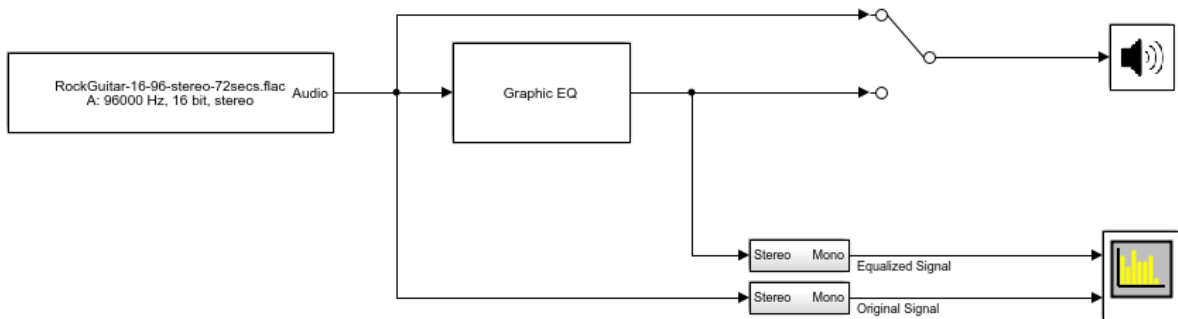 RockGuitar-16-96-stereo-72secs.flac
A: 96000 Hz, 16 bit, stereo
Audio
Graphic EQ
Stereo Mono
Equalized Signal
Stereo Mono
Original Signal